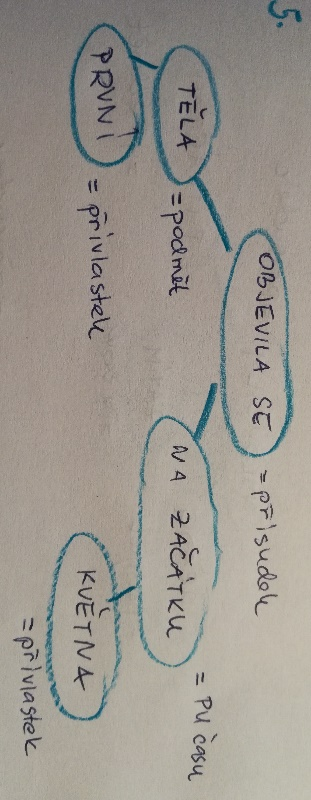 5.
OBJEVILA SE = přísudek
TĚLA = podmět
NA ZAČÁTKU = PU času
PRVNÍ = přívlastek
KVĚTNA = přívlastek